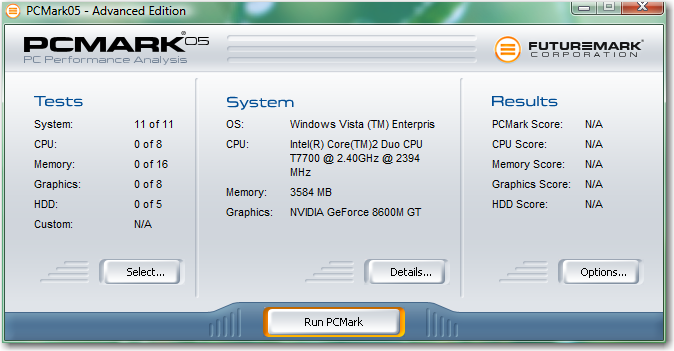 PCMark05 - Advanced Edition
PCMARK®05
PC Performance Analysis
FUTUREMARK®
CORPORATION
Tests
System: 11 of 11
CPU: 0 of 8
Memory: 0 of 16
Graphics: 0 of 8
HDD: 0 of 5
Custom: N/A
Select...
System
OS: Windows Vista (TM) Enterpris
CPU: Intel(R) Core(TM)2 Duo CPU
T7700 @ 2.40GHz @ 2394
MHz
Memory: 3584 MB
Graphics: NVIDIA GeForce 8600M GT
Details...
Results
PCMark Score: N/A
CPU Score: N/A
Memory Score: N/A
Graphics Score: N/A
HDD Score: N/A
Options...
Run PCMark